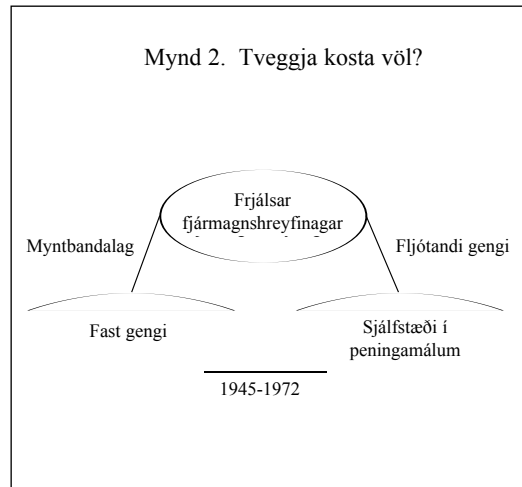 Mynd 2. Tveggja kosta völ?
Frjálsar
fjármagnshreyfinagar
Myntbandalag
Fljótandi gengi
Fast gengi
Sjálfstæði í
peningamálum
1945-1972